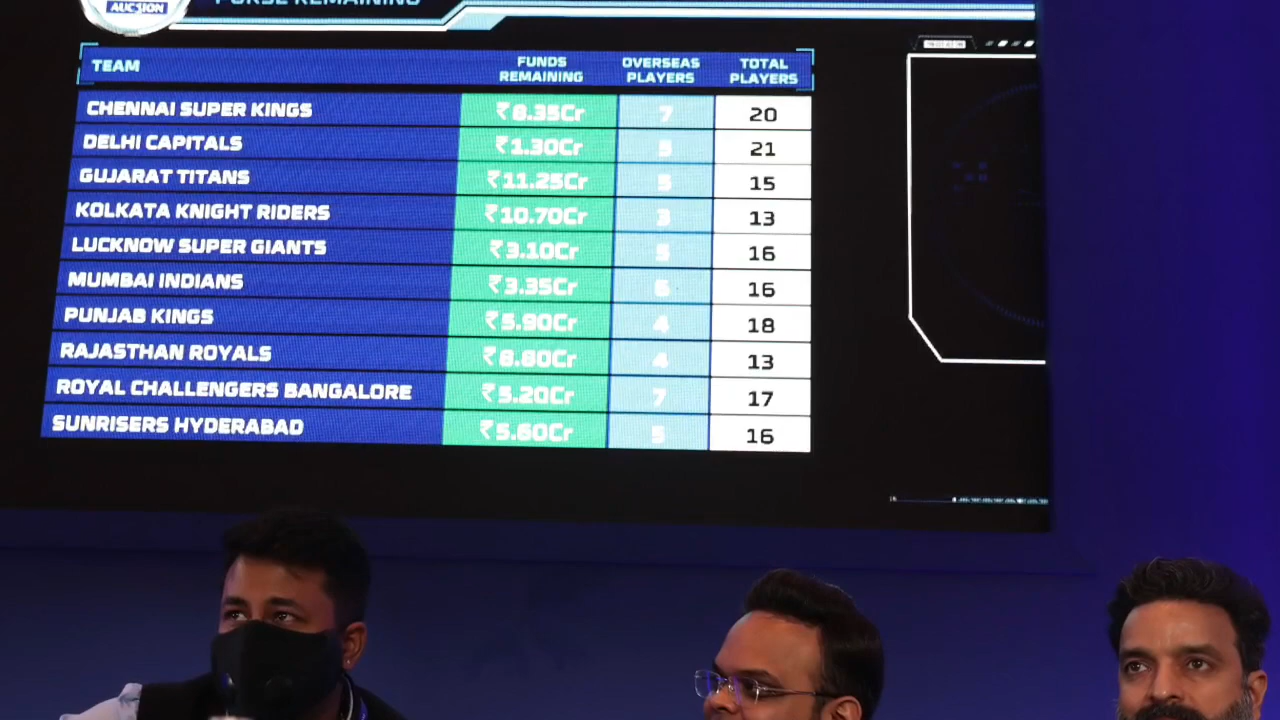 AUCTION
PURSE REMAINING
TEAM FUNDS REMAINING OVERSEAS PLAYERS TOTAL PLAYERS
CHENNAI SUPER KINGS ₹8.35Cr 7 20
DELHI CAPITALS ₹1.30Cr 21
GUJARAT TITANS ₹11.25Cr 5 15
KOLKATA KNIGHT RIDERS ₹10.70Cr 3 13
LUCKNOW SUPER GIANTS ₹3.10Cr 5 16
MUMBAI INDIANS ₹3.35Cr 16
PUNJAB KINGS ₹5.90Cr 4 18
RAJASTHAN ROYALS ₹8.80Cr 4 13
ROYAL CHALLENGERS BANGALORE ₹5.20Cr 7 17
SUNRISERS HYDERABAD ₹5.60Cr 5 16